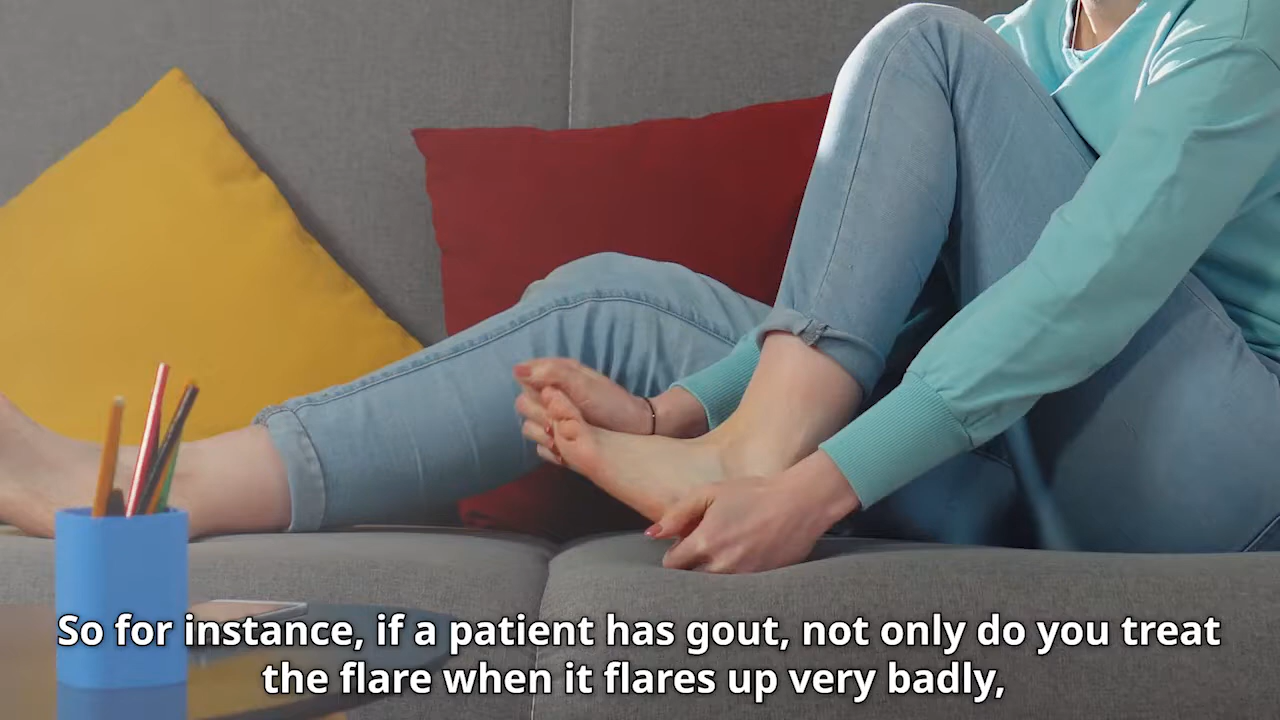 So for instance, if a patient has gout, not only do you treat
the flare when it flares up very badly,